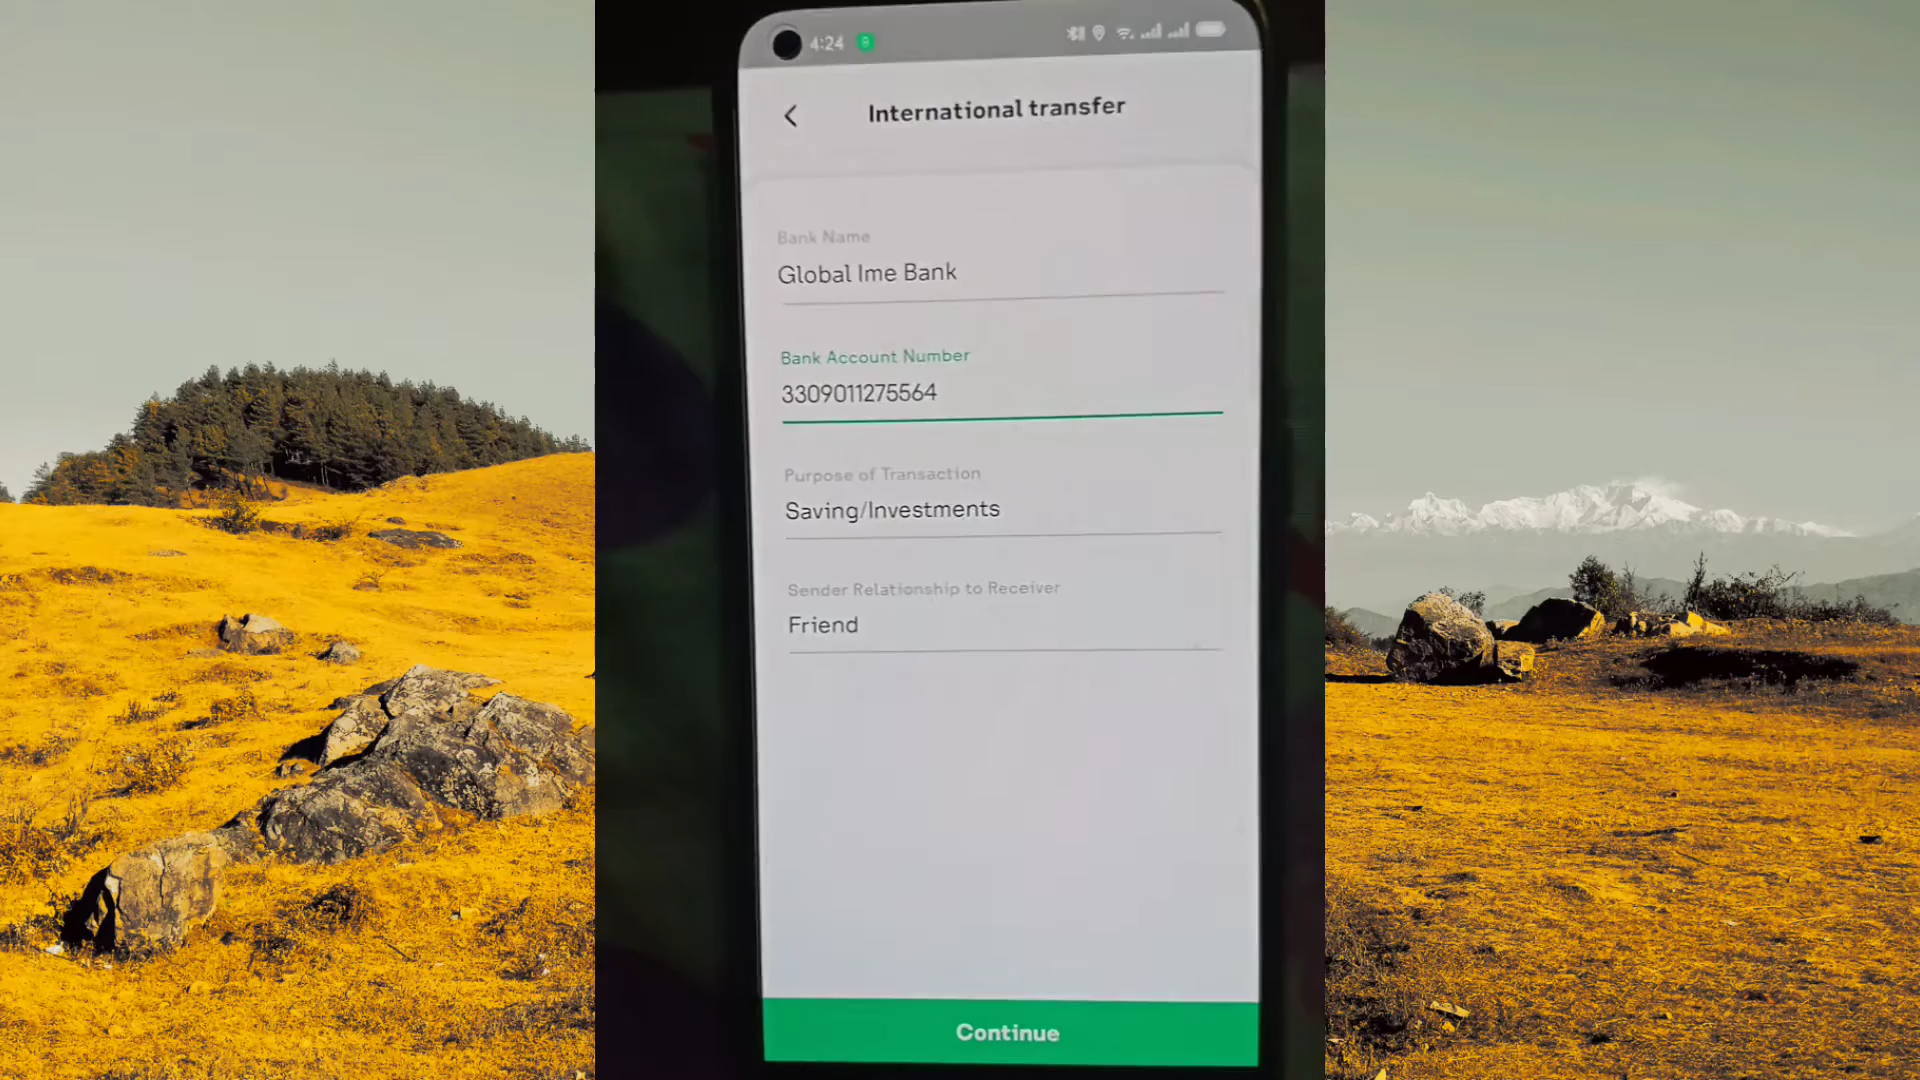 4:24
International transfer
Bank Name
Global Ime Bank
Bank Account Number
3309011275564
Purpose of Transaction
Saving/Investments
Sender Relationship to Receiver
Friend
Continue